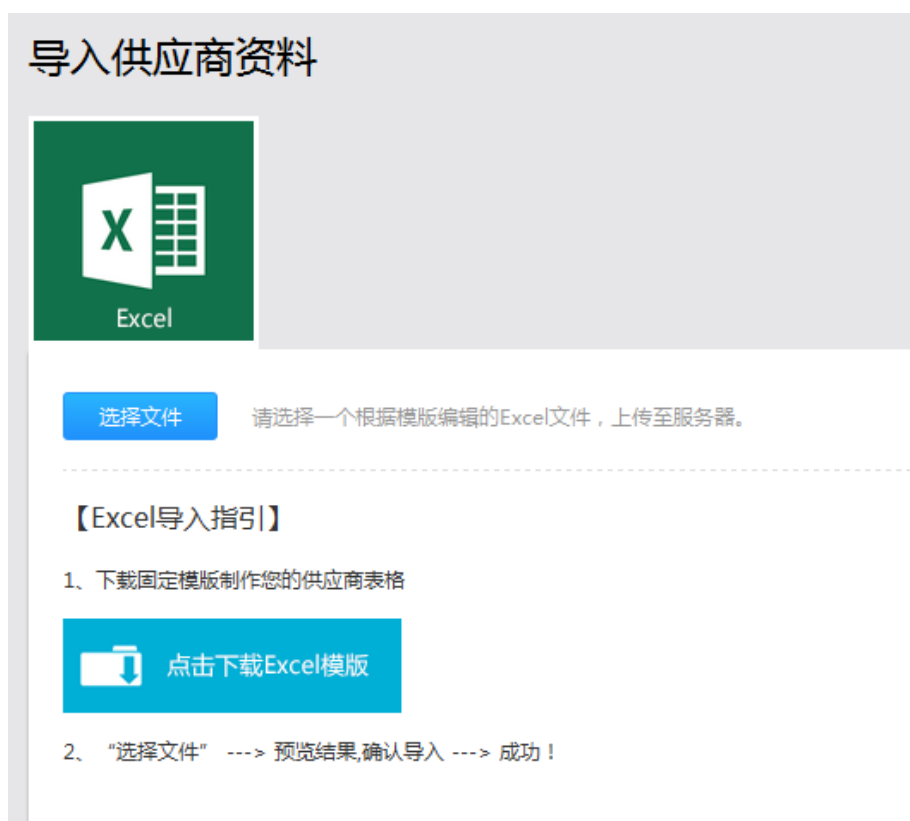 导入供应商资料
X
Excel
选择文件
请选择一个根据模版编辑的Excel文件，上传至服务器。
【Excel导入指引】
1、下载固定模版制作您的供应商表格
点击下载Excel模版
2、“选择文件” ---> 预览结果,确认导入 ---> 成功！